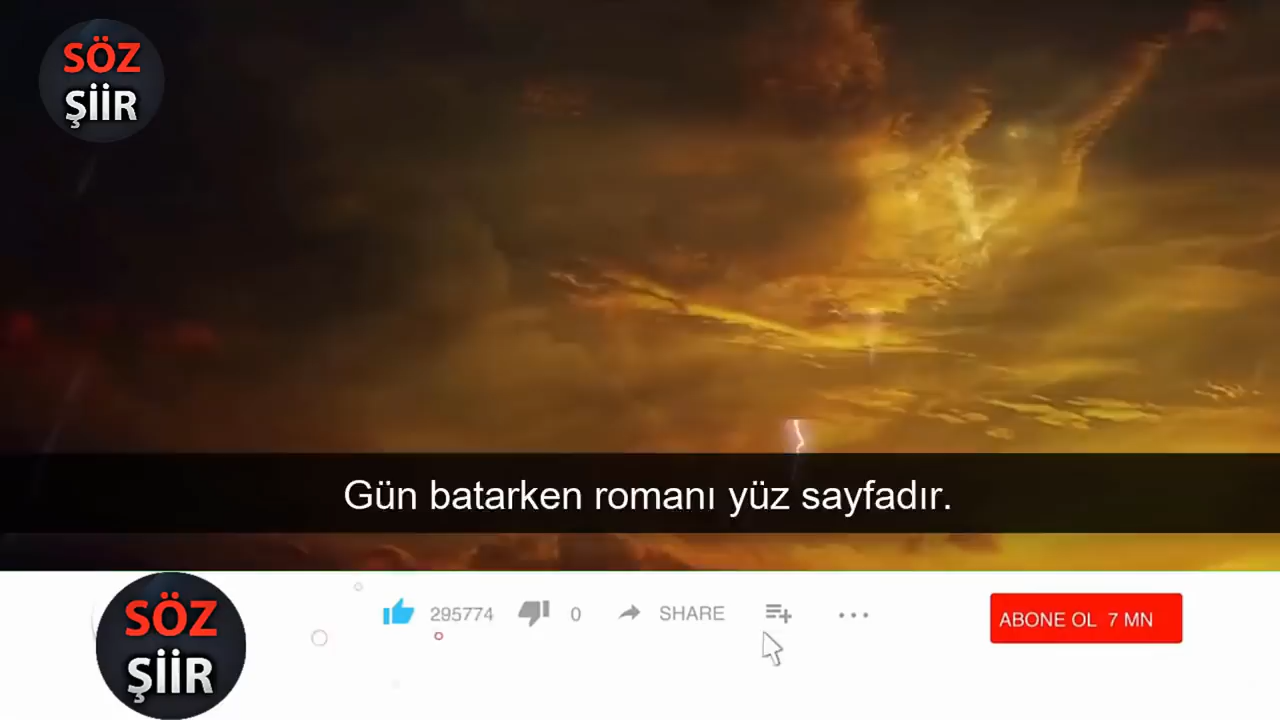 SÖZ
ŞİİR
Gün batarken romanı yüz sayfadır.
SÖZ
ŞİİR
295774 0 SHARE
ABONE OL 7 MN